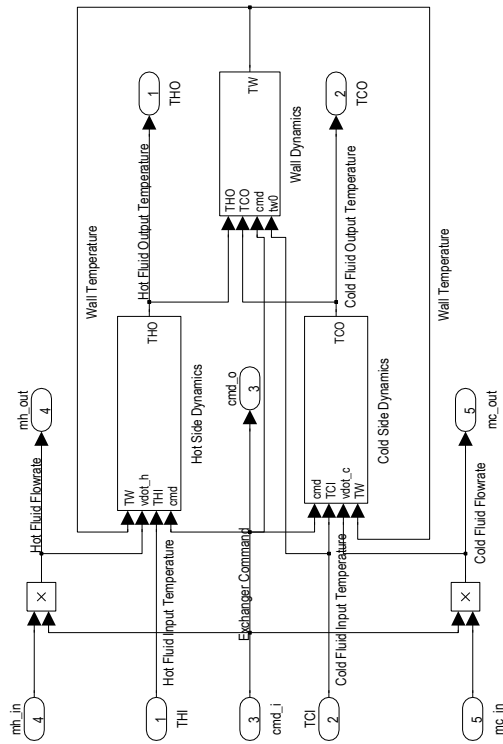 mh_in
4
1
THI
3
cmd_i
TCI
2
5
mc_in
×
×
Hot Fluid Input Temperature
Exchanger Command
Cold Fluid Input Temperature
Hot Fluid Flowrate
mh_out
4
Cold Fluid Flowrate
5
mc_out
TW
vdot_h
THI
cmd
THO
Hot Side Dynamics
cmd_o
3
cmd
TCI
vdot_c
TW
TCO
Cold Side Dynamics
Wall Temperature
Wall Temperature
Hot Fluid Output Temperature
1
THO
Cold Fluid Output Temperature
2
TCO
THO
TCO
cmd
tw0
TW
Wall Dynamics